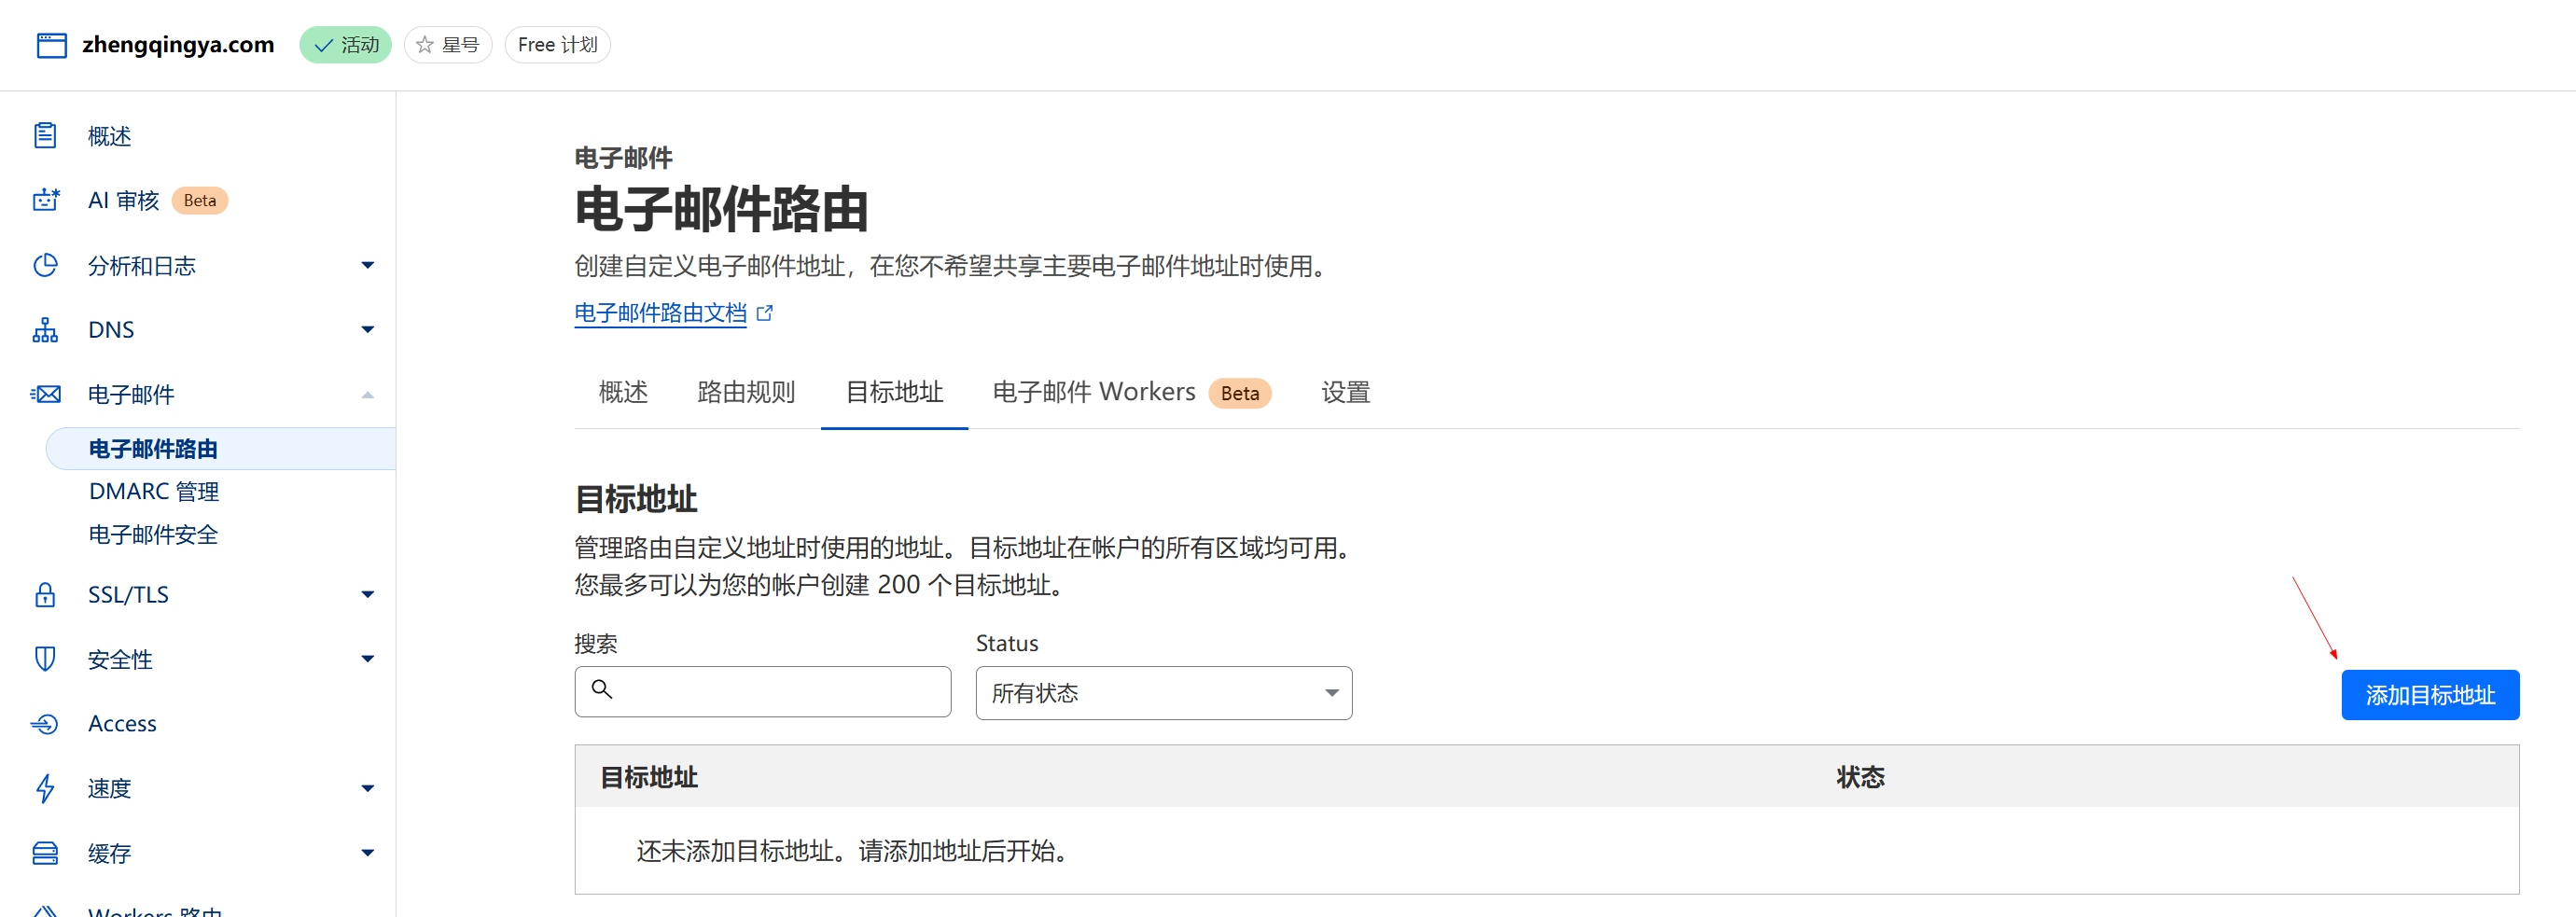 zhengqingya.com 活动 星号 Free 计划
概述
AI 审核 Beta
分析和日志
DNS
电子邮件
电子邮件路由
DMARC 管理
电子邮件安全
SSL/TLS
安全性
Access
速度
缓存
Workers 路由
电子邮件
电子邮件路由
创建自定义电子邮件地址，在您不希望共享主要电子邮件地址时使用。
电子邮件路由文档
概述 路由规则 目标地址 电子邮件 Workers Beta 设置
目标地址
管理路由自定义地址时使用的地址。目标地址在帐户的所有区域均可用。
您最多可以为您的帐户创建 200 个目标地址。
搜索 Status
所有状态 添加目标地址
目标地址 状态
还未添加目标地址。请添加地址后开始。